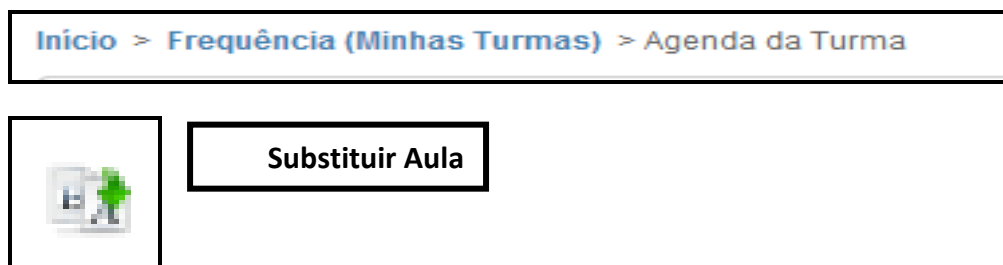 Início > Frequência (Minhas Turmas) > Agenda da Turma
Substituir Aula